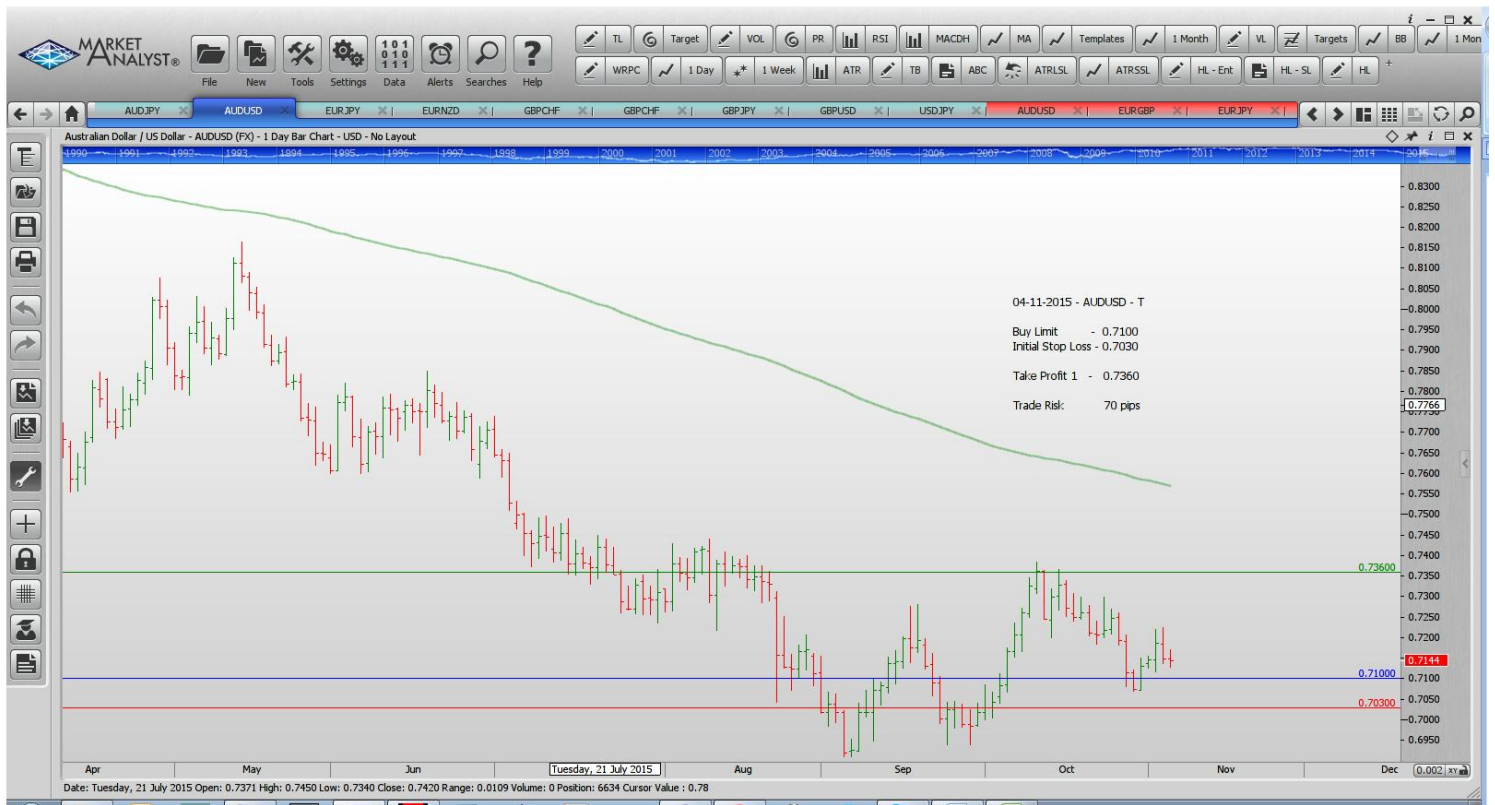 i
MARKET ANALYST®
File New Tools Settings Data Alerts Searches Help
TL Target VOL PR RSI MACDH MA Templates 1 Month VL Targets BB 1 Mon
WRPC 1 Day 1 Week ATR TB ABC ATRLSL ATRSSL HL - Ent HL - SL HL +
AUDJPY AUDUSD EURJPY EURNZD GBPCHF GBPCHF GBPJPY GBPUSD USDJPY AUDUSD EURGBP EURJPY
Australian Dollar / US Dollar - AUDUSD (FX) - 1 Day Bar Chart - USD - No Layout
1990 1991 1992 1993 1994 1995 1996 1997 1998 1999 2000 2001 2002 2003 2004 2005 2006 2007 2008 2009 2010 2011 2012 2013 2014 2015
0.8300
0.8250
0.8200
0.8150
0.8100
0.8050
04-11-2015 - AUDUSD - T
0.8000
0.7950
Buy Limit - 0.7100
Initial Stop Loss - 0.7030
0.7900
0.7850
Take Profit 1 - 0.7360
0.7800
Trade Risk: 70 pips
0.7766
0.7750
0.7700
0.7650
0.7600
0.7550
0.7500
0.7450
0.7400
0.73600
0.7350
0.7300
0.7250
0.7200
0.7144
0.71000
0.7100
0.7050
0.70300
0.7000
0.6950
Apr May Jun Tuesday, 21 July 2015 Aug Sep Oct Nov Dec 0.002 XY
Date: Tuesday, 21 July 2015 Open: 0.7371 High: 0.7450 Low: 0.7340 Close: 0.7420 Range: 0.0109 Volume: 0 Position: 6634 Cursor Value : 0.78